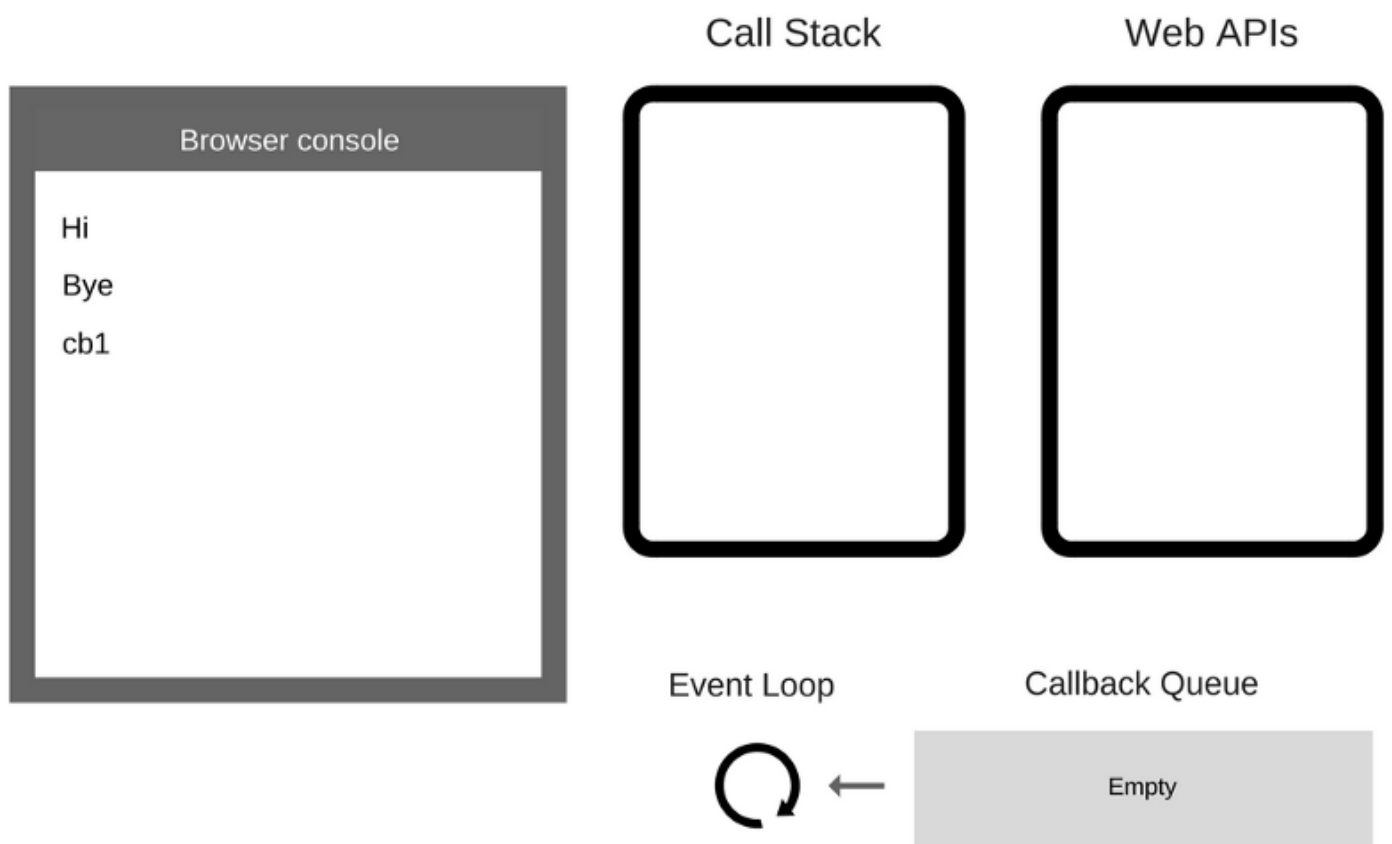 Call Stack
Web APIs
Browser console
Hi
Bye
cb1
Event Loop
Callback Queue
Empty